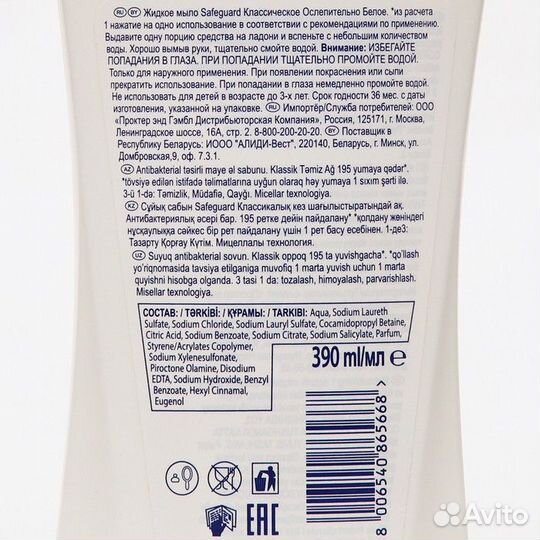 RU BY Жидкое мыло Safeguard Классическое Ослепительно Белое. *из расчета
1 нажатие на одно использование в соответствии с рекомендациями по применению.
Выдавите одну порцию средства на ладони и вспеньте с небольшим количеством
воды. Хорошо вымыв руки, тщательно смойте водой. Внимание: ИЗБЕГАЙТЕ
ПОПАДАНИЯ В ГЛАЗА. ПРИ ПОПАДАНИИ ТЩАТЕЛЬНО ПРОМОЙТЕ ВОДОЙ.
Только для наружного применения. При появлении покраснения или сыпи
прекратить использование. При попадании в глаза немедленно промойте водой.
Не использовать для детей в возрасте до 3-х лет. Срок годности 36 мес. с даты
изготовления, указанной на упаковке. RU Импортёр/Служба потребителей: ООО
«Проктер энд Гэмбл Дистрибьюторская Компания», Россия, 125171, г. Москва,
Ленинградское шоссе, 16А, стр. 2. 8-800-200-20-20. BY Поставщик в
Республику Беларусь: ИООО "АЛИДИ-Вест", 220140, Беларусь, г. Минск, ул.
Домбровская,9, оф. 7.3.1.
AZ Antibakterial təsirli maye əl sabunu. Klassik Təmiz Ağ 195 yumaya qədər*.
*tövsiyə edilən istifadə təlimatlarına uyğun olaraq hər yumaya 1 sıxım şərti ilə.
3-ü 1-də: Təmizlik, Müdafiə, Qayğı. Micellar texnologiya.
KZ Сұйық сабын Safeguard Классикалық кез шағылыстыратындай ақ.
Антибактериялық әсері бар. 195 ретке дейін пайдалану* *қолдану жөніндегі
нұсқаулыққа сәйкес бір рет пайдалану үшін 1 рет басу есебінен. 1-де3:
Тазарту Қорғау Күтім. Мицеллалы технология.
UZ Suyuq antibacterial sovun. Klassik oppoq 195 ta yuvishgacha*. *qo'llash
yo'riqnomasida tavsiya etilganiga muvofiq 1 marta yuvish uchun 1 marta
quyishni hisobga olganda. 3 tasi 1 da: tozalash, himoyalash, parvarishlash.
Misellar texnologiya.
СОСТАВ: / TƏRKİBİ: / ҚҰРАМЫ: / TARKIBI: Aqua, Sodium Laureth
Sulfate, Sodium Chloride, Sodium Lauryl Sulfate, Cocamidopropyl Betaine,
Citric Acid, Sodium Benzoate, Sodium Citrate, Sodium Salicylate, Parfum,
Styrene/Acrylates Copolymer,
Sodium Xylenesulfonate,
Piroctone Olamine, Disodium
EDTA, Sodium Hydroxide, Benzyl
Benzoate, Hexyl Cinnamal,
Eugenol
390 ml/мл e
8 006540 865668 >
EAC
Avito